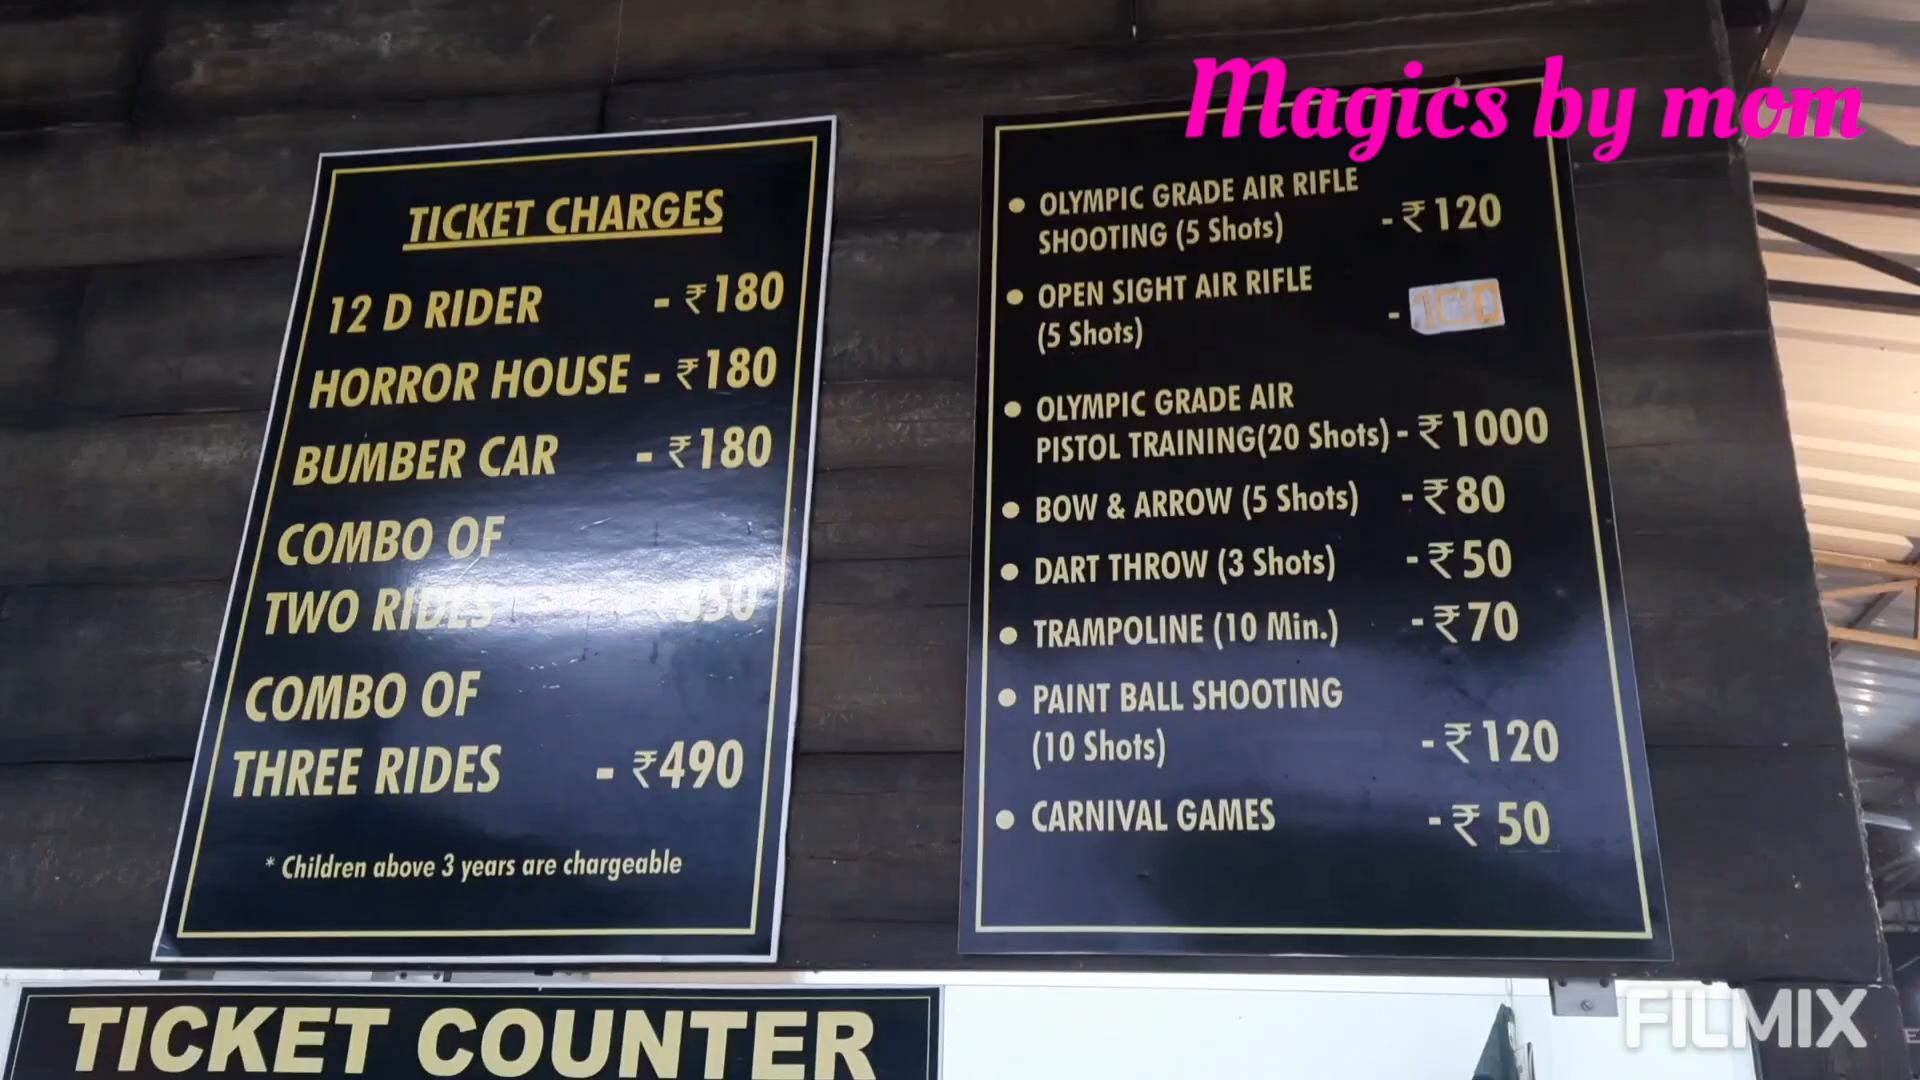 Magics by mom
TICKET CHARGES
12 D RIDER - ₹180
HORROR HOUSE - ₹180
BUMBER CAR - ₹180
COMBO OF
TWO RIDES ₹350
COMBO OF
THREE RIDES - ₹490
* Children above 3 years are chargeable
• OLYMPIC GRADE AIR RIFLE
SHOOTING (5 Shots) - ₹120
• OPEN SIGHT AIR RIFLE
(5 Shots) - 100
• OLYMPIC GRADE AIR
PISTOL TRAINING(20 Shots) - ₹1000
• BOW & ARROW (5 Shots) - ₹80
• DART THROW (3 Shots) - ₹50
• TRAMPOLINE (10 Min.) - ₹70
• PAINT BALL SHOOTING
(10 Shots) - ₹120
• CARNIVAL GAMES - ₹50
TICKET COUNTER
FILMIX